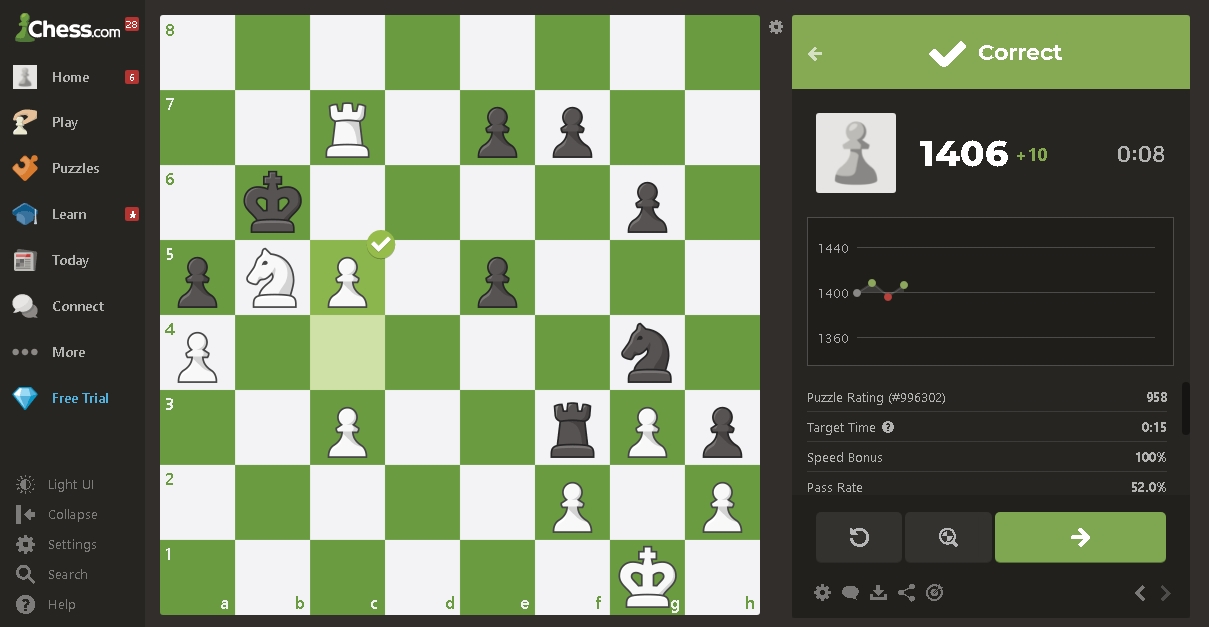 Chess.com 28
Home 6
Play
Puzzles
Learn
Today
Connect
More
Free Trial
Light UI
Collapse
Settings
Search
Help
8
7
6
5
4
3
2
1
a b c d e f g h
Correct
1406 +10 0:08
1440
1400
1360
Puzzle Rating (#996302) 958
Target Time ? 0:15
Speed Bonus 100%
Pass Rate 52.0%